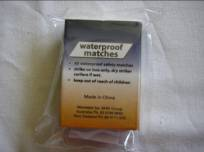 waterproof
matches
• 40 waterproof safety matches
• strike on box only, dry striker
surface if wet.
• keep out of reach of children
Made in China